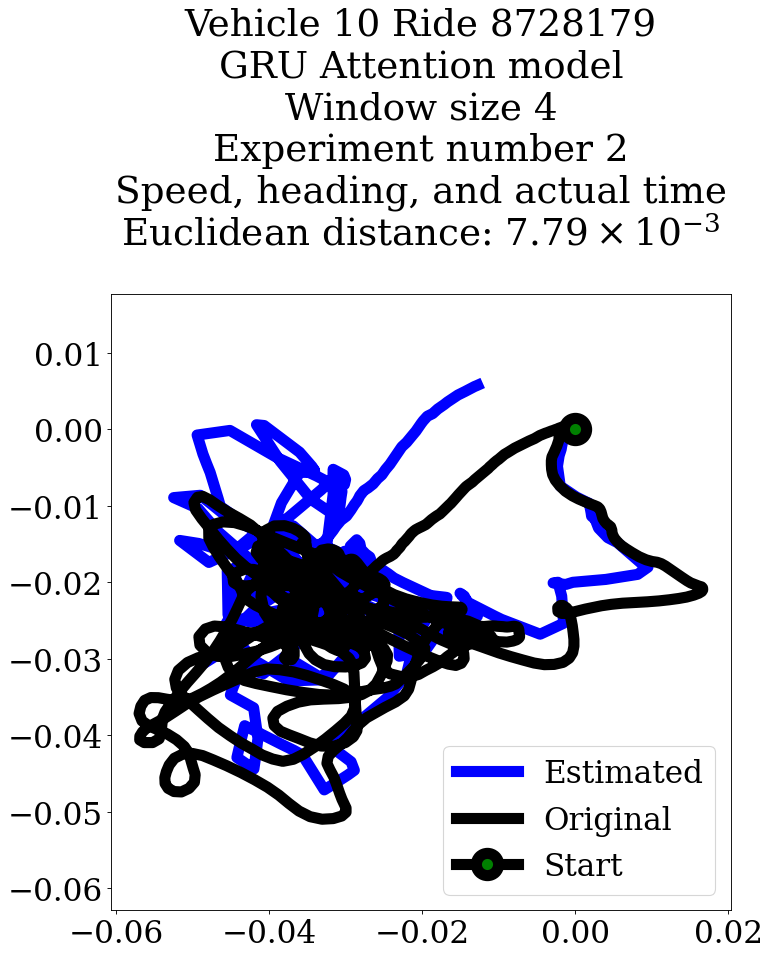 Vehicle 10 Ride 8728179
GRU Attention model
Window size 4
Experiment number 2
Speed, heading, and actual time
Euclidean distance: 7.79 × 10⁻³
0.01
0.00
−0.01
−0.02
−0.03
−0.04
−0.05
−0.06
Estimated
Original
Start
−0.06 −0.04 −0.02 0.00 0.02